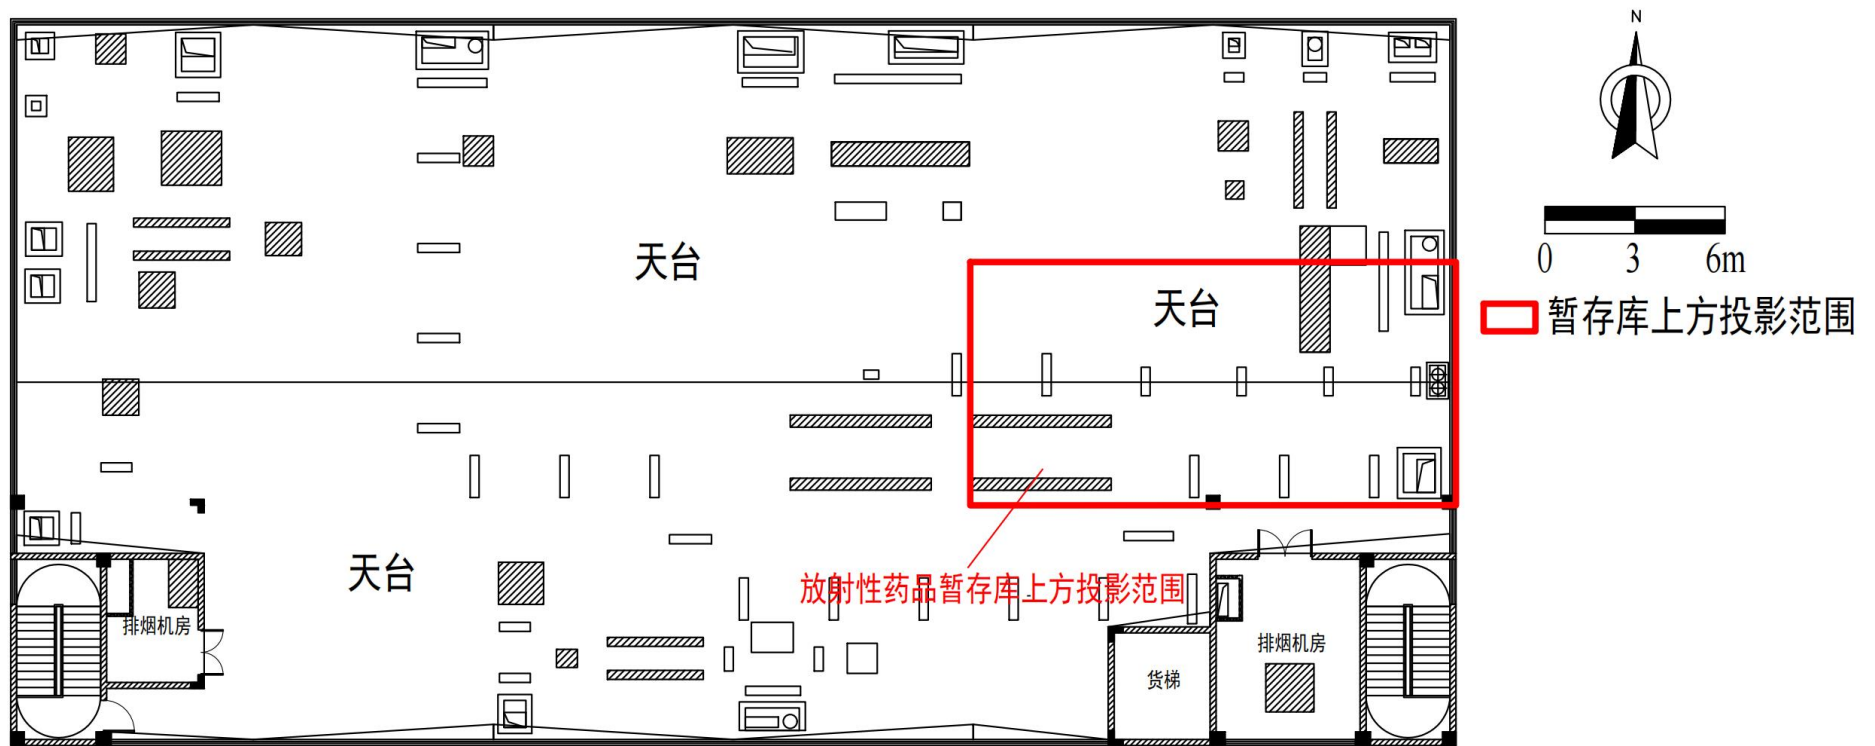 N
0 3 6m
天台
天台
暂存库上方投影范围
天台
放射性药品暂存库上方投影范围
排烟机房
排烟机房
货梯